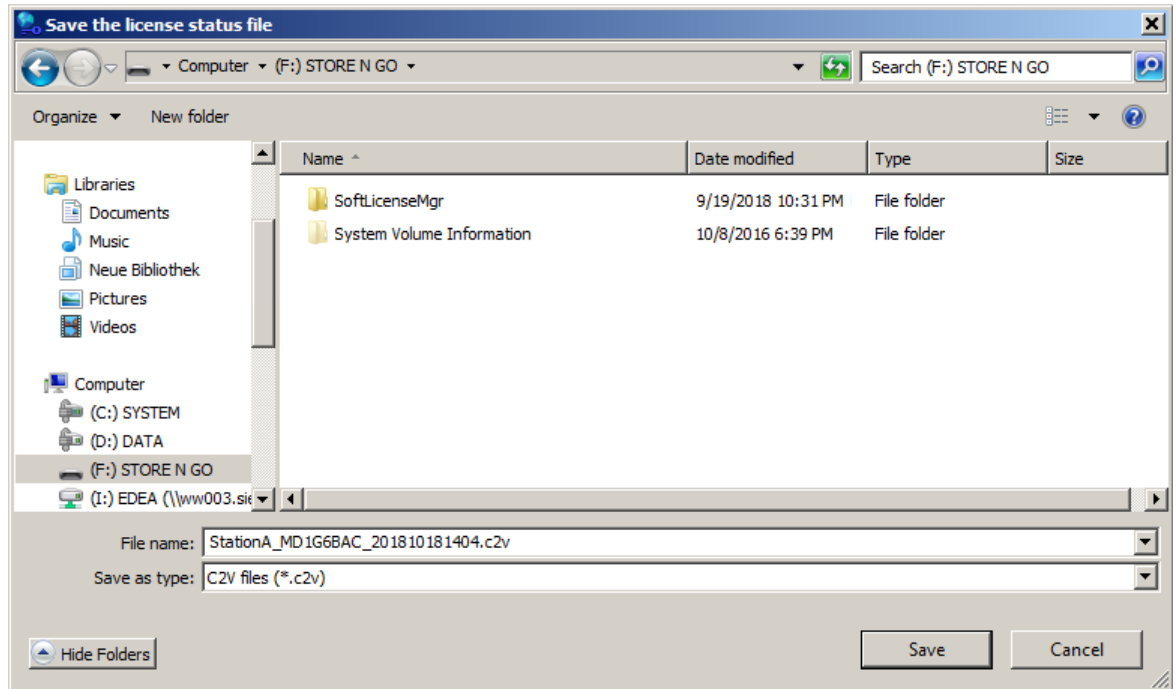 Save the license status file
Computer (F:) STORE N GO
Search (F:) STORE N GO
Organize New folder
Name Date modified Type Size
Libraries
Documents
Music
Neue Bibliothek
Pictures
Videos
Computer
(C:) SYSTEM
(D:) DATA
(F:) STORE N GO
(I:) EDEA (\\ww003.sie
SoftLicenseMgr 9/19/2018 10:31 PM File folder
System Volume Information 10/8/2016 6:39 PM File folder
File name: StationA_MD1G6BAC_201810181404.c2v
Save as type: C2V files (*.c2v)
Hide Folders Save Cancel